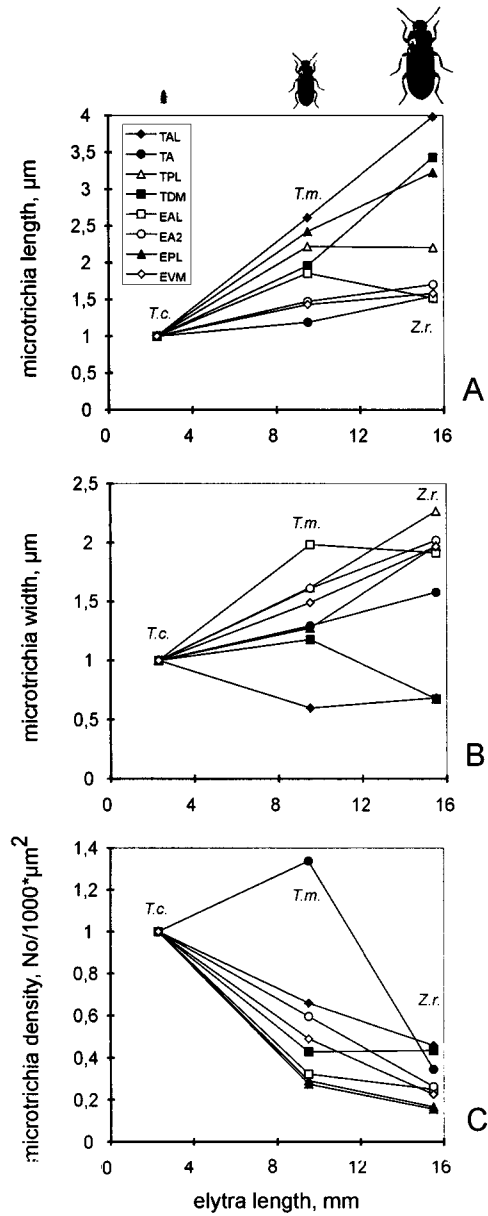 4
3,5
3
2,5
2
1,5
1
0,5
0
microtrichia length, µm
TAL
TA
TPL
TDM
EAL
EA2
EPL
EVM
T.c.
T.m.
Z.r.
A
0 4 8 12 16
2,5
2
1,5
1
0,5
0
microtrichia width, µm
T.c.
T.m.
Z.r.
B
0 4 8 12 16
1,4
1,2
1
0,8
0,6
0,4
0,2
0
microtrichia density, No/1000*µm²
T.c.
T.m.
Z.r.
C
0 4 8 12 16
elytra length, mm